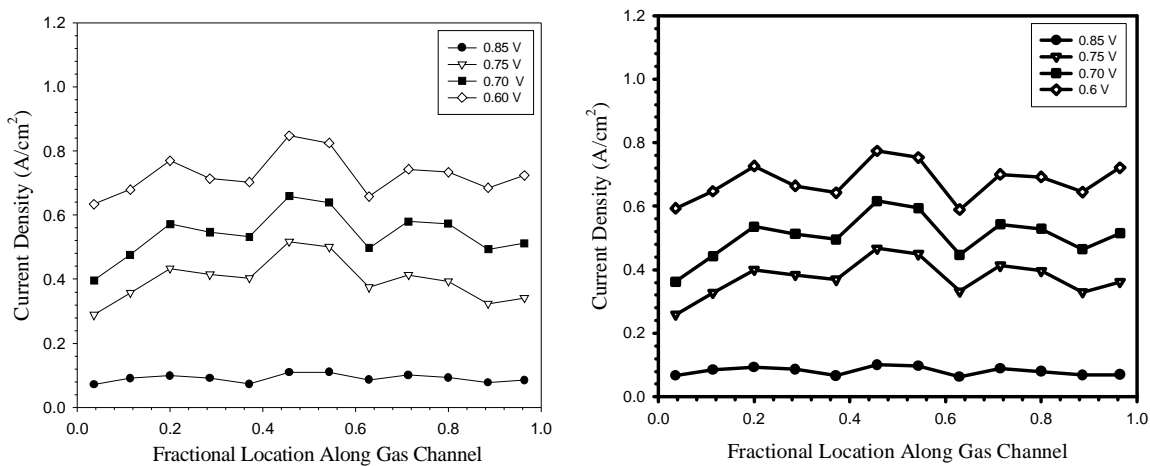 1.2
1.0
0.8
0.6
0.4
0.2
0.0
Current Density (A/cm²)
0.85 V
0.75 V
0.70 V
0.60 V
0.0 0.2 0.4 0.6 0.8 1.0
Fractional Location Along Gas Channel
1.2
1.0
0.8
0.6
0.4
0.2
0.0
Current Density (A/cm²)
0.85 V
0.75 V
0.70 V
0.6 V
0.0 0.2 0.4 0.6 0.8 1.0
Fractional Location Along Gas Channel